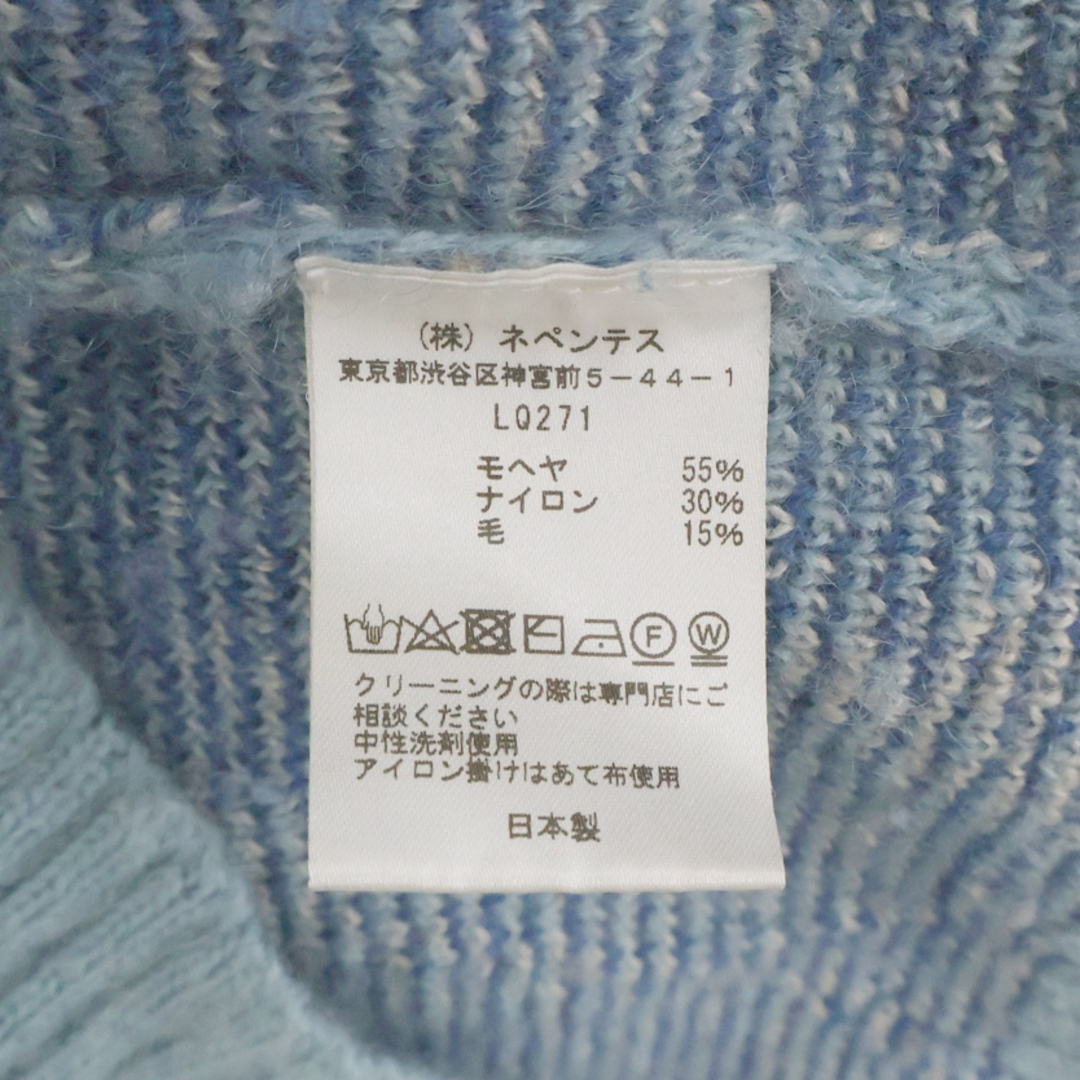 (株) ネペンテス
東京都渋谷区神宮前5－44－1
LQ271
モヘヤ 55%
ナイロン 30%
毛 15%
F W
クリーニングの際は専門店にご
相談ください
中性洗剤使用
アイロン掛けはあて布使用
日本製